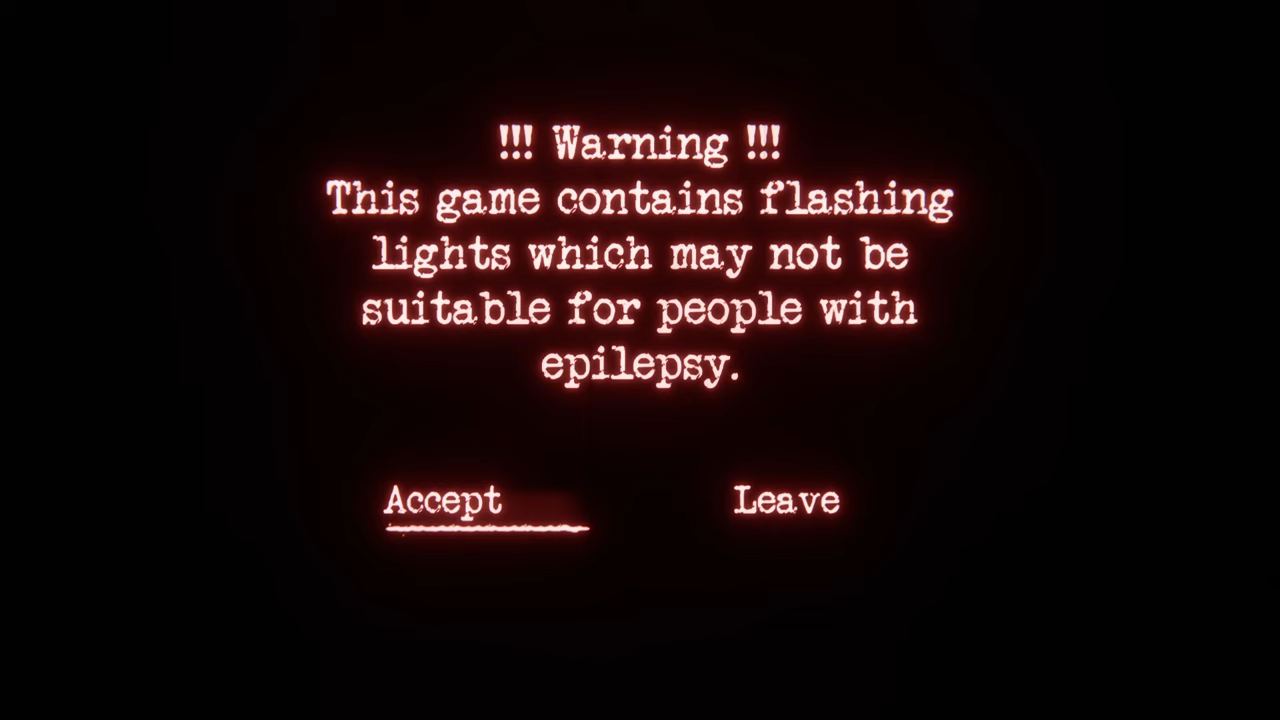 !!! Warning !!!
This game contains flashing
lights which may not be
suitable for people with
epilepsy.
Accept
Leave